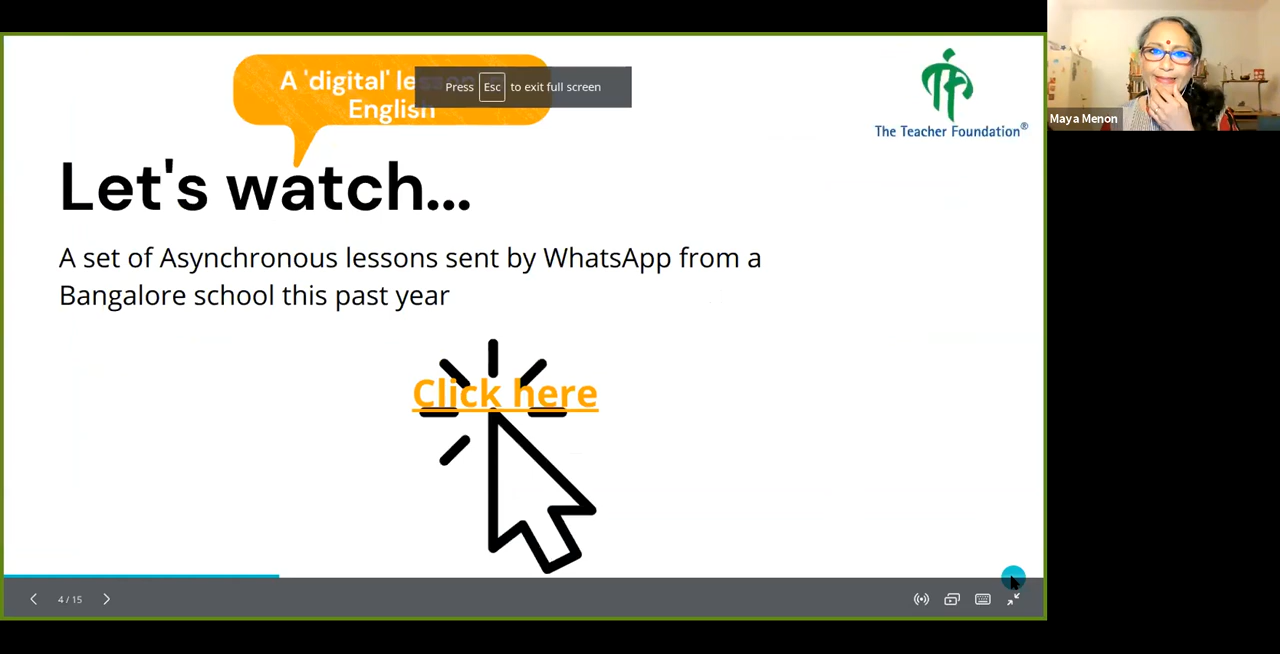 A 'digital'
English
Press Esc to exit full screen
The Teacher Foundation®
Maya Menon
Let's watch...
A set of Asynchronous lessons sent by WhatsApp from a
Bangalore school this past year
Click here
4 / 15